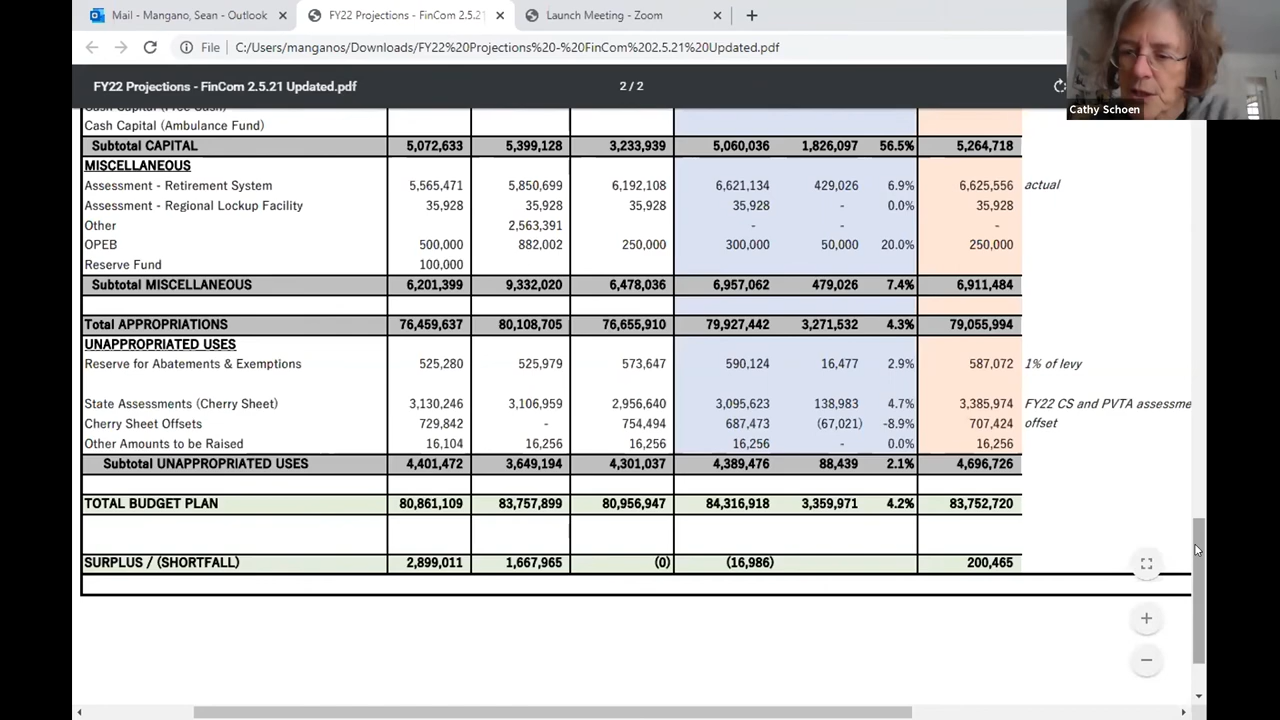 Mail - Mangano, Sean - Outlook
FY22 Projections - FinCom 2.5.21
Launch Meeting - Zoom
File C:/Users/manganos/Downloads/FY22%20Projections%20-%20FinCom%202.5.21%20Updated.pdf
FY22 Projections - FinCom 2.5.21 Updated.pdf 2 / 2
Cathy Schoen
Cash Capital (Free Cash)
Cash Capital (Ambulance Fund)
Subtotal CAPITAL 5,072,633 5,399,128 3,233,939 5,060,036 1,826,097 56.5% 5,264,718
MISCELLANEOUS
Assessment - Retirement System 5,565,471 5,850,699 6,192,108 6,621,134 429,026 6.9% 6,625,556 actual
Assessment - Regional Lockup Facility 35,928 35,928 35,928 35,928 - 0.0% 35,928
Other 2,563,391 - - -
OPEB 500,000 882,002 250,000 300,000 50,000 20.0% 250,000
Reserve Fund 100,000
Subtotal MISCELLANEOUS 6,201,399 9,332,020 6,478,036 6,957,062 479,026 7.4% 6,911,484
Total APPROPRIATIONS 76,459,637 80,108,705 76,655,910 79,927,442 3,271,532 4.3% 79,055,994
UNAPPROPRIATED USES
Reserve for Abatements & Exemptions 525,280 525,979 573,647 590,124 16,477 2.9% 587,072 1% of levy
State Assessments (Cherry Sheet) 3,130,246 3,106,959 2,956,640 3,095,623 138,983 4.7% 3,385,974 FY22 CS and PVTA assessme
Cherry Sheet Offsets 729,842 - 754,494 687,473 (67,021) -8.9% 707,424 offset
Other Amounts to be Raised 16,104 16,256 16,256 16,256 - 0.0% 16,256
Subtotal UNAPPROPRIATED USES 4,401,472 3,649,194 4,301,037 4,389,476 88,439 2.1% 4,696,726
TOTAL BUDGET PLAN 80,861,109 83,757,899 80,956,947 84,316,918 3,359,971 4.2% 83,752,720
SURPLUS / (SHORTFALL) 2,899,011 1,667,965 (0) (16,986) 200,465